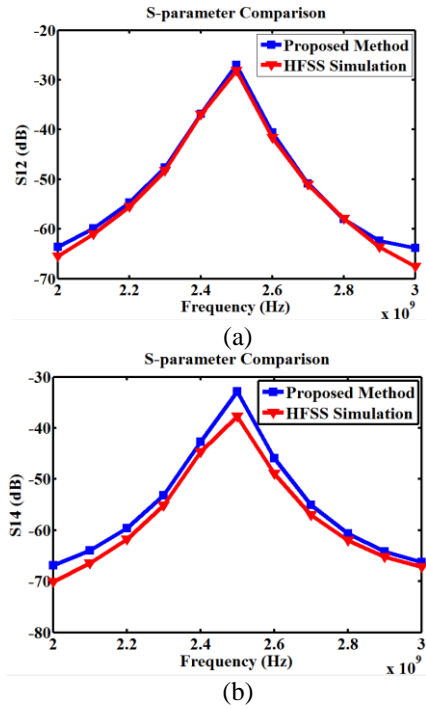 S-parameter Comparison
-20
-30
-40
-50
-60
-70
S12 (dB)
Proposed Method
HFSS Simulation
2
2.2
2.4
2.6
2.8
3
Frequency (Hz)
x 10^9
(a)
S-parameter Comparison
-30
-40
-50
-60
-70
-80
S14 (dB)
Proposed Method
HFSS Simulation
2
2.2
2.4
2.6
2.8
3
Frequency (Hz)
x 10^9
(b)